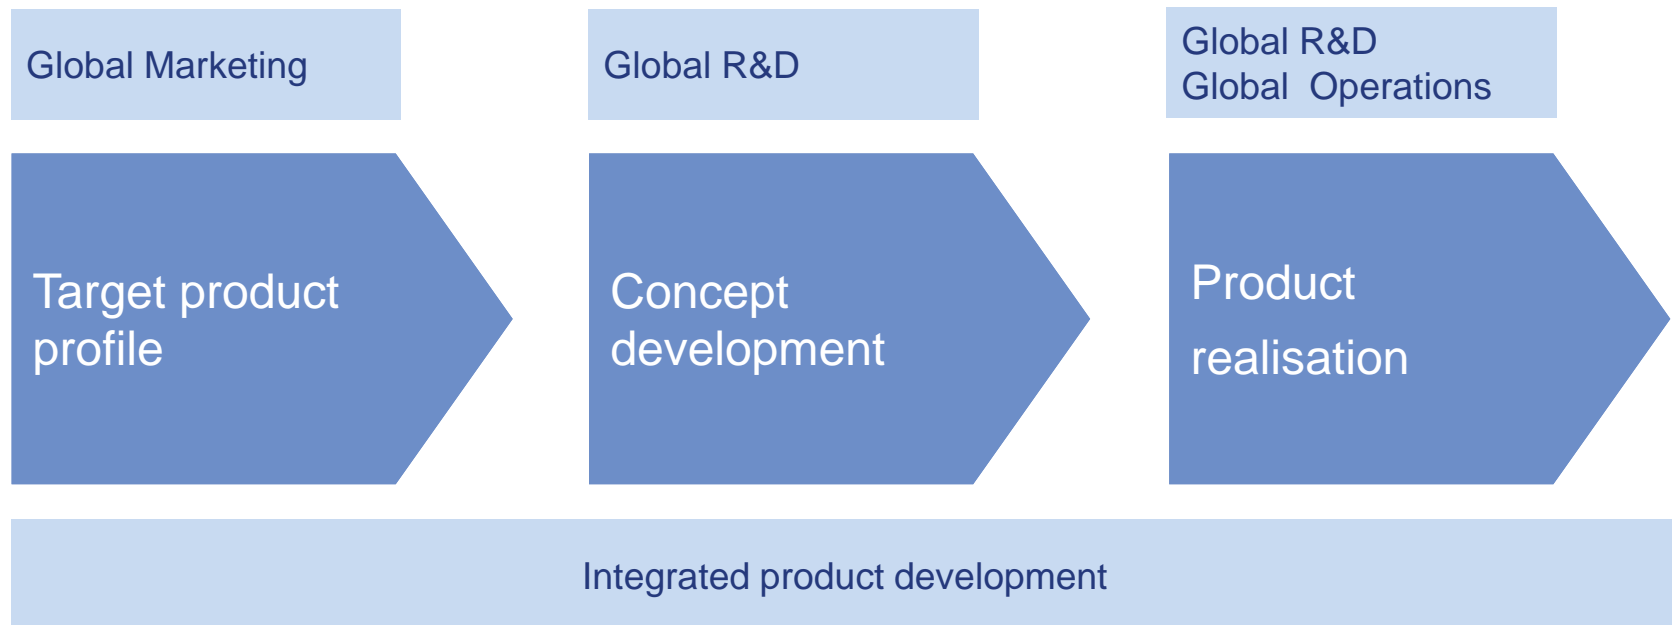 Global Marketing
Global R&D
Global R&D
Global Operations
Target product
profile
Concept
development
Product
realisation
Integrated product development